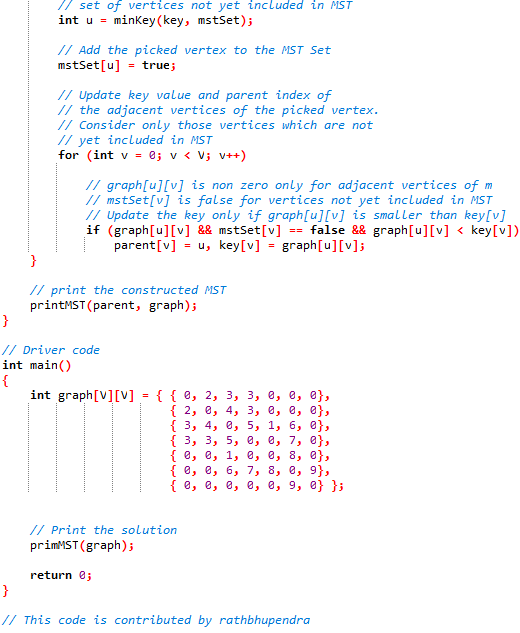 // set of vertices not yet included in MST
int u = minKey(key, mstSet);
// Add the picked vertex to the MST Set
mstSet[u] = true;
// Update key value and parent index of
// the adjacent vertices of the picked vertex.
// Consider only those vertices which are not
// yet included in MST
for (int v = 0; v < V; v++)
// graph[u][v] is non zero only for adjacent vertices of m
// mstSet[v] is false for vertices not yet included in MST
// Update the key only if graph[u][v] is smaller than key[v]
if (graph[u][v] && mstSet[v] == false && graph[u][v] < key[v])
parent[v] = u, key[v] = graph[u][v];
}
// print the constructed MST
printMST(parent, graph);
}
// Driver code
int main()
{
int graph[V][V] = { { 0, 2, 3, 3, 0, 0, 0},
{ 2, 0, 4, 3, 0, 0, 0},
{ 3, 4, 0, 5, 1, 6, 0},
{ 3, 3, 5, 0, 0, 7, 0},
{ 0, 0, 1, 0, 0, 8, 0},
{ 0, 0, 6, 7, 8, 0, 9},
{ 0, 0, 0, 0, 0, 9, 0} };
// Print the solution
primMST(graph);
return 0;
}
// This code is contributed by rathbhupendra